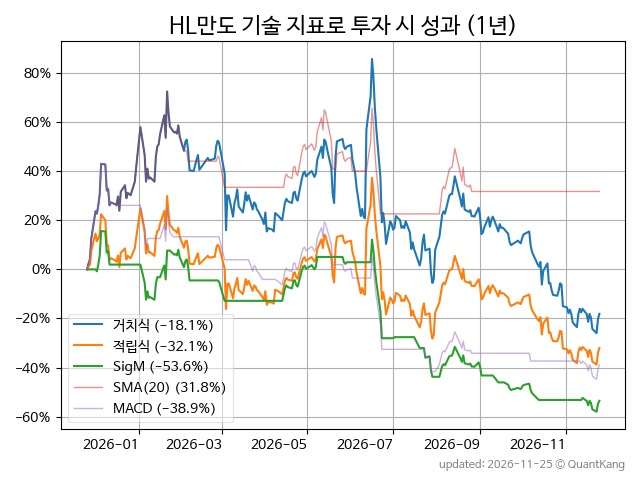 HL만도 기술 지표로 투자 시 성과 (1년)
80%
60%
40%
20%
0%
−20%
−40%
−60%
거치식 (−18.1%)
적립식 (−32.1%)
SigM (−53.6%)
SMA(20) (31.8%)
MACD (−38.9%)
2026-01 2026-03 2026-05 2026-07 2026-09 2026-11
updated: 2026-11-25 © QuantKang